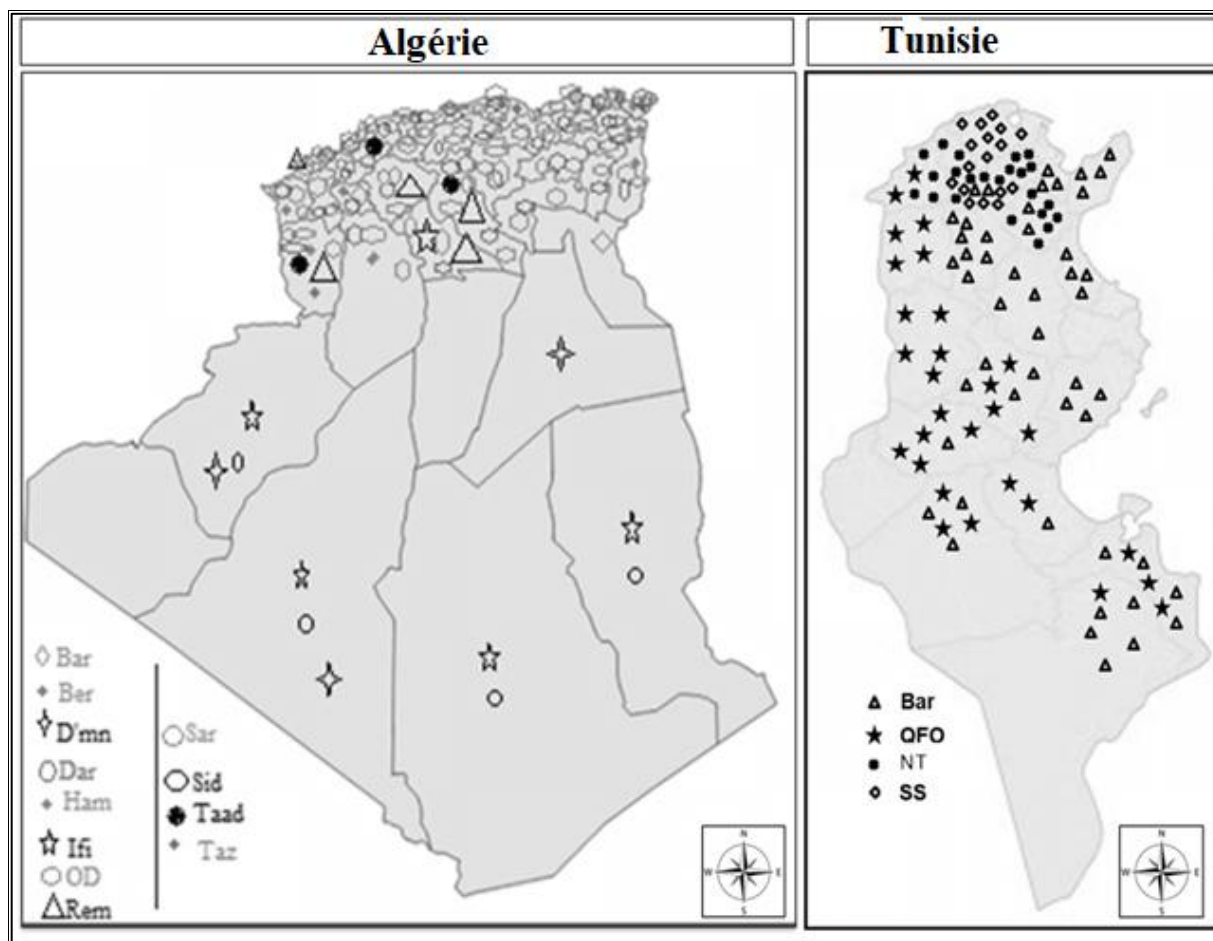 Algérie
Tunisie
Bar
Ber
D'mn
Dar
Ham
Ifi
OD
Rem
Sar
Sid
Taad
Taz
N
W E
S
Bar
QFO
NT
SS
N
W E
S